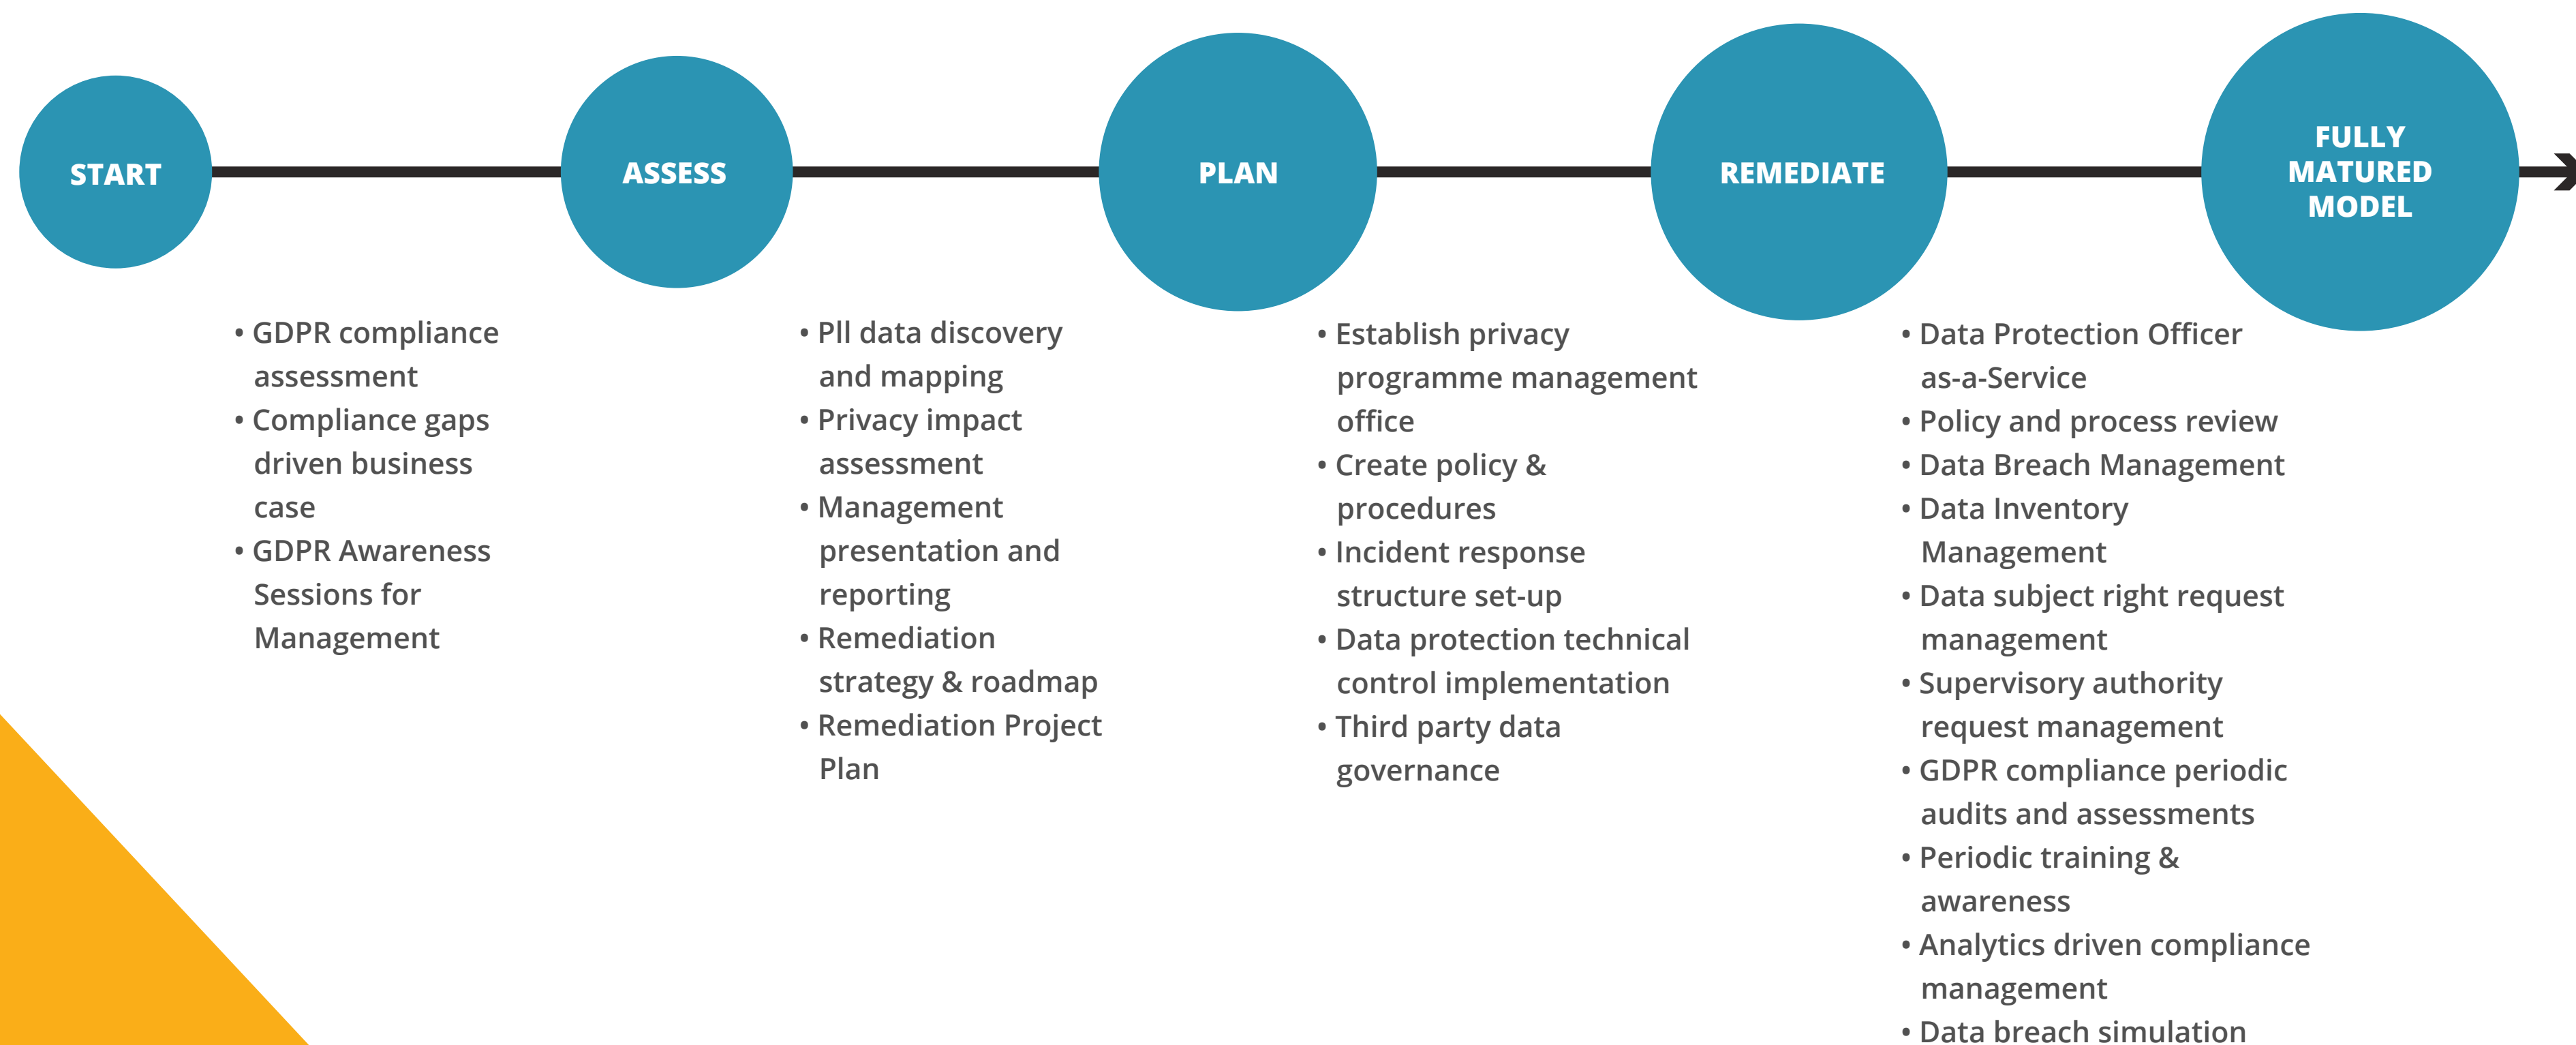 START
ASSESS
PLAN
REMEDIATE
FULLY
MATURED
MODEL
• GDPR compliance
assessment
• Compliance gaps
driven business
case
• GDPR Awareness
Sessions for
Management
• Pll data discovery
and mapping
• Privacy impact
assessment
• Management
presentation and
reporting
• Remediation
strategy & roadmap
• Remediation Project
Plan
• Establish privacy
programme management
office
• Create policy &
procedures
• Incident response
structure set-up
• Data protection technical
control implementation
• Third party data
governance
• Data Protection Officer
as-a-Service
• Policy and process review
• Data Breach Management
• Data Inventory
Management
• Data subject right request
management
• Supervisory authority
request management
• GDPR compliance periodic
audits and assessments
• Periodic training &
awareness
• Analytics driven compliance
management
• Data breach simulation